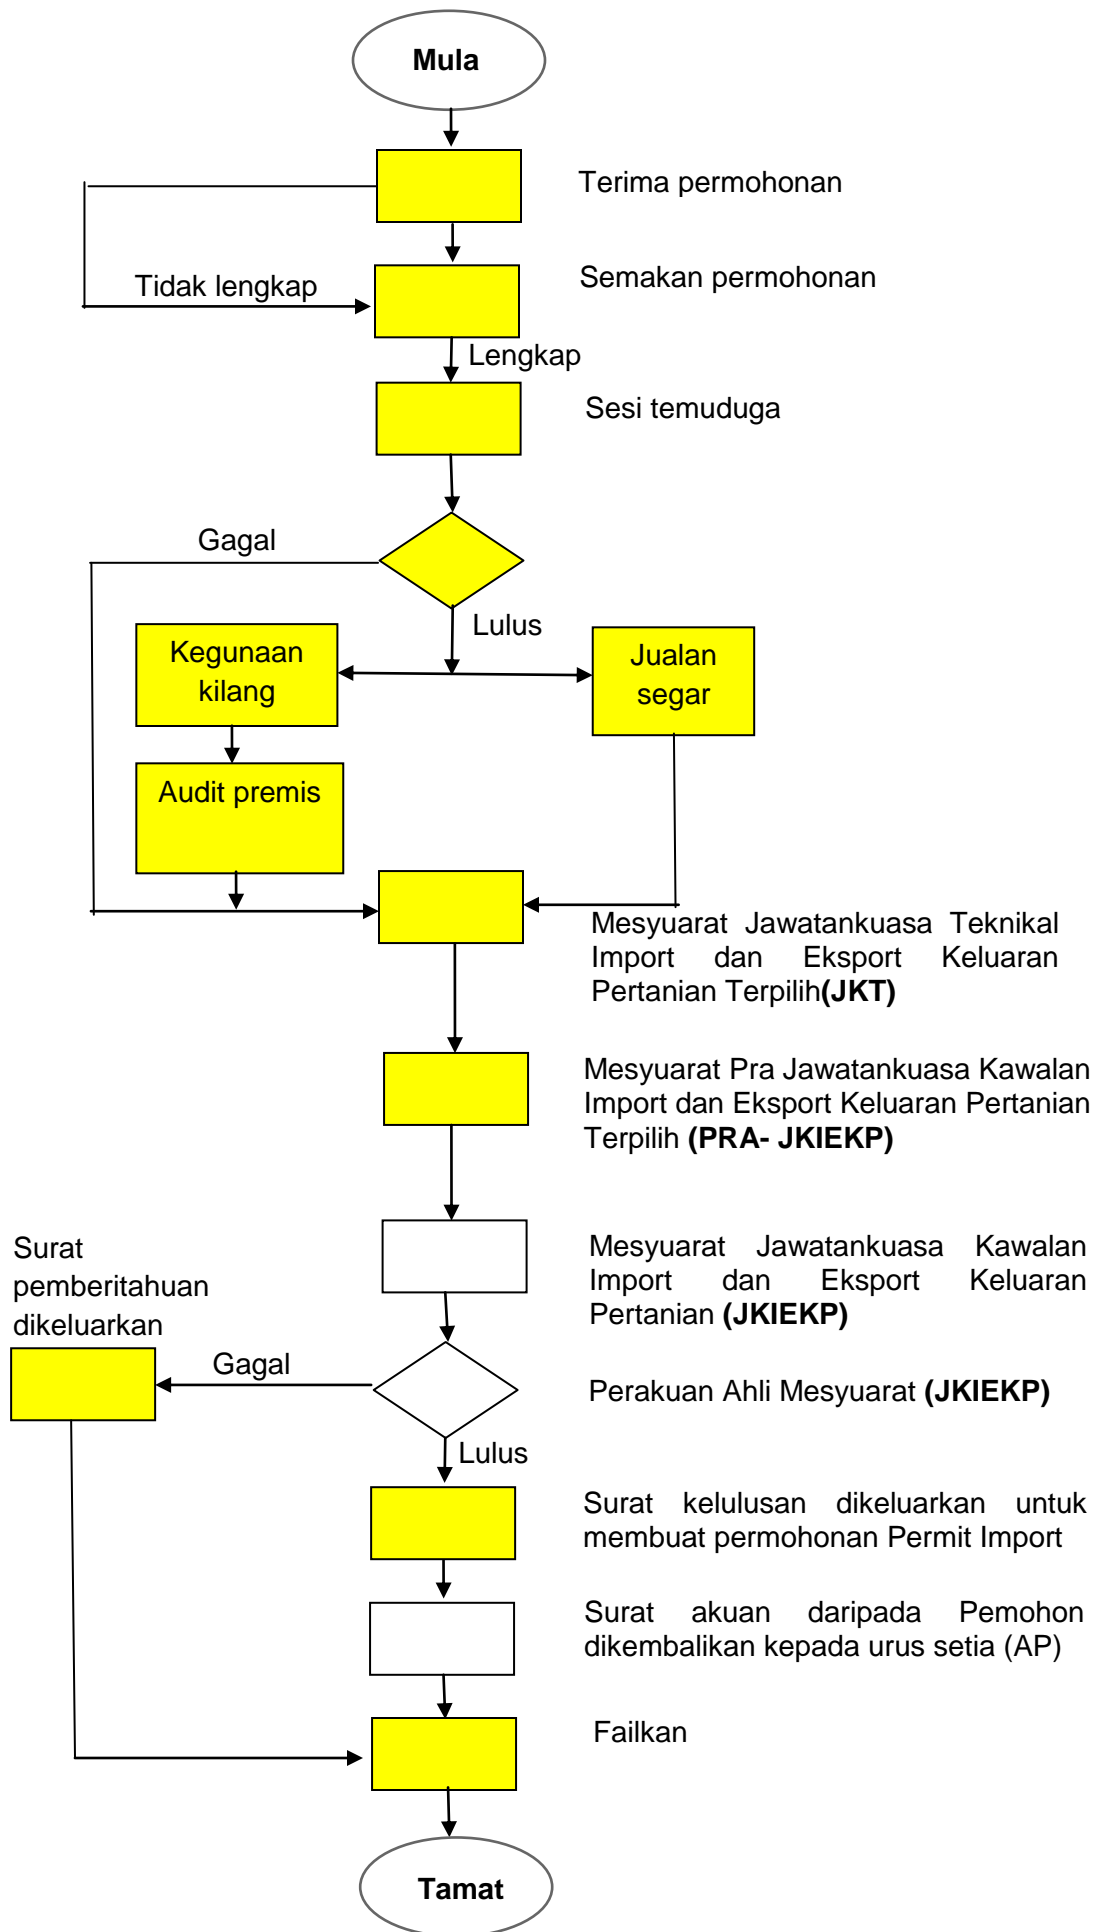 Mula
Terima permohonan
Tidak lengkap
Semakan permohonan
Lengkap
Sesi temuduga
Gagal
Lulus
Kegunaan
kilang
Jualan
segar
Audit premis
Mesyuarat Jawatankuasa Teknikal
Import dan Eksport Keluaran
Pertanian Terpilih(JKT)
Mesyuarat Pra Jawatankuasa Kawalan
Import dan Eksport Keluaran Pertanian
Terpilih (PRA- JKIEKP)
Surat
pemberitahuan
dikeluarkan
Mesyuarat Jawatankuasa Kawalan
Import dan Eksport Keluaran
Pertanian (JKIEKP)
Gagal
Perakuan Ahli Mesyuarat (JKIEKP)
Lulus
Surat kelulusan dikeluarkan untuk
membuat permohonan Permit Import
Surat akuan daripada Pemohon
dikembalikan kepada urus setia (AP)
Failkan
Tamat